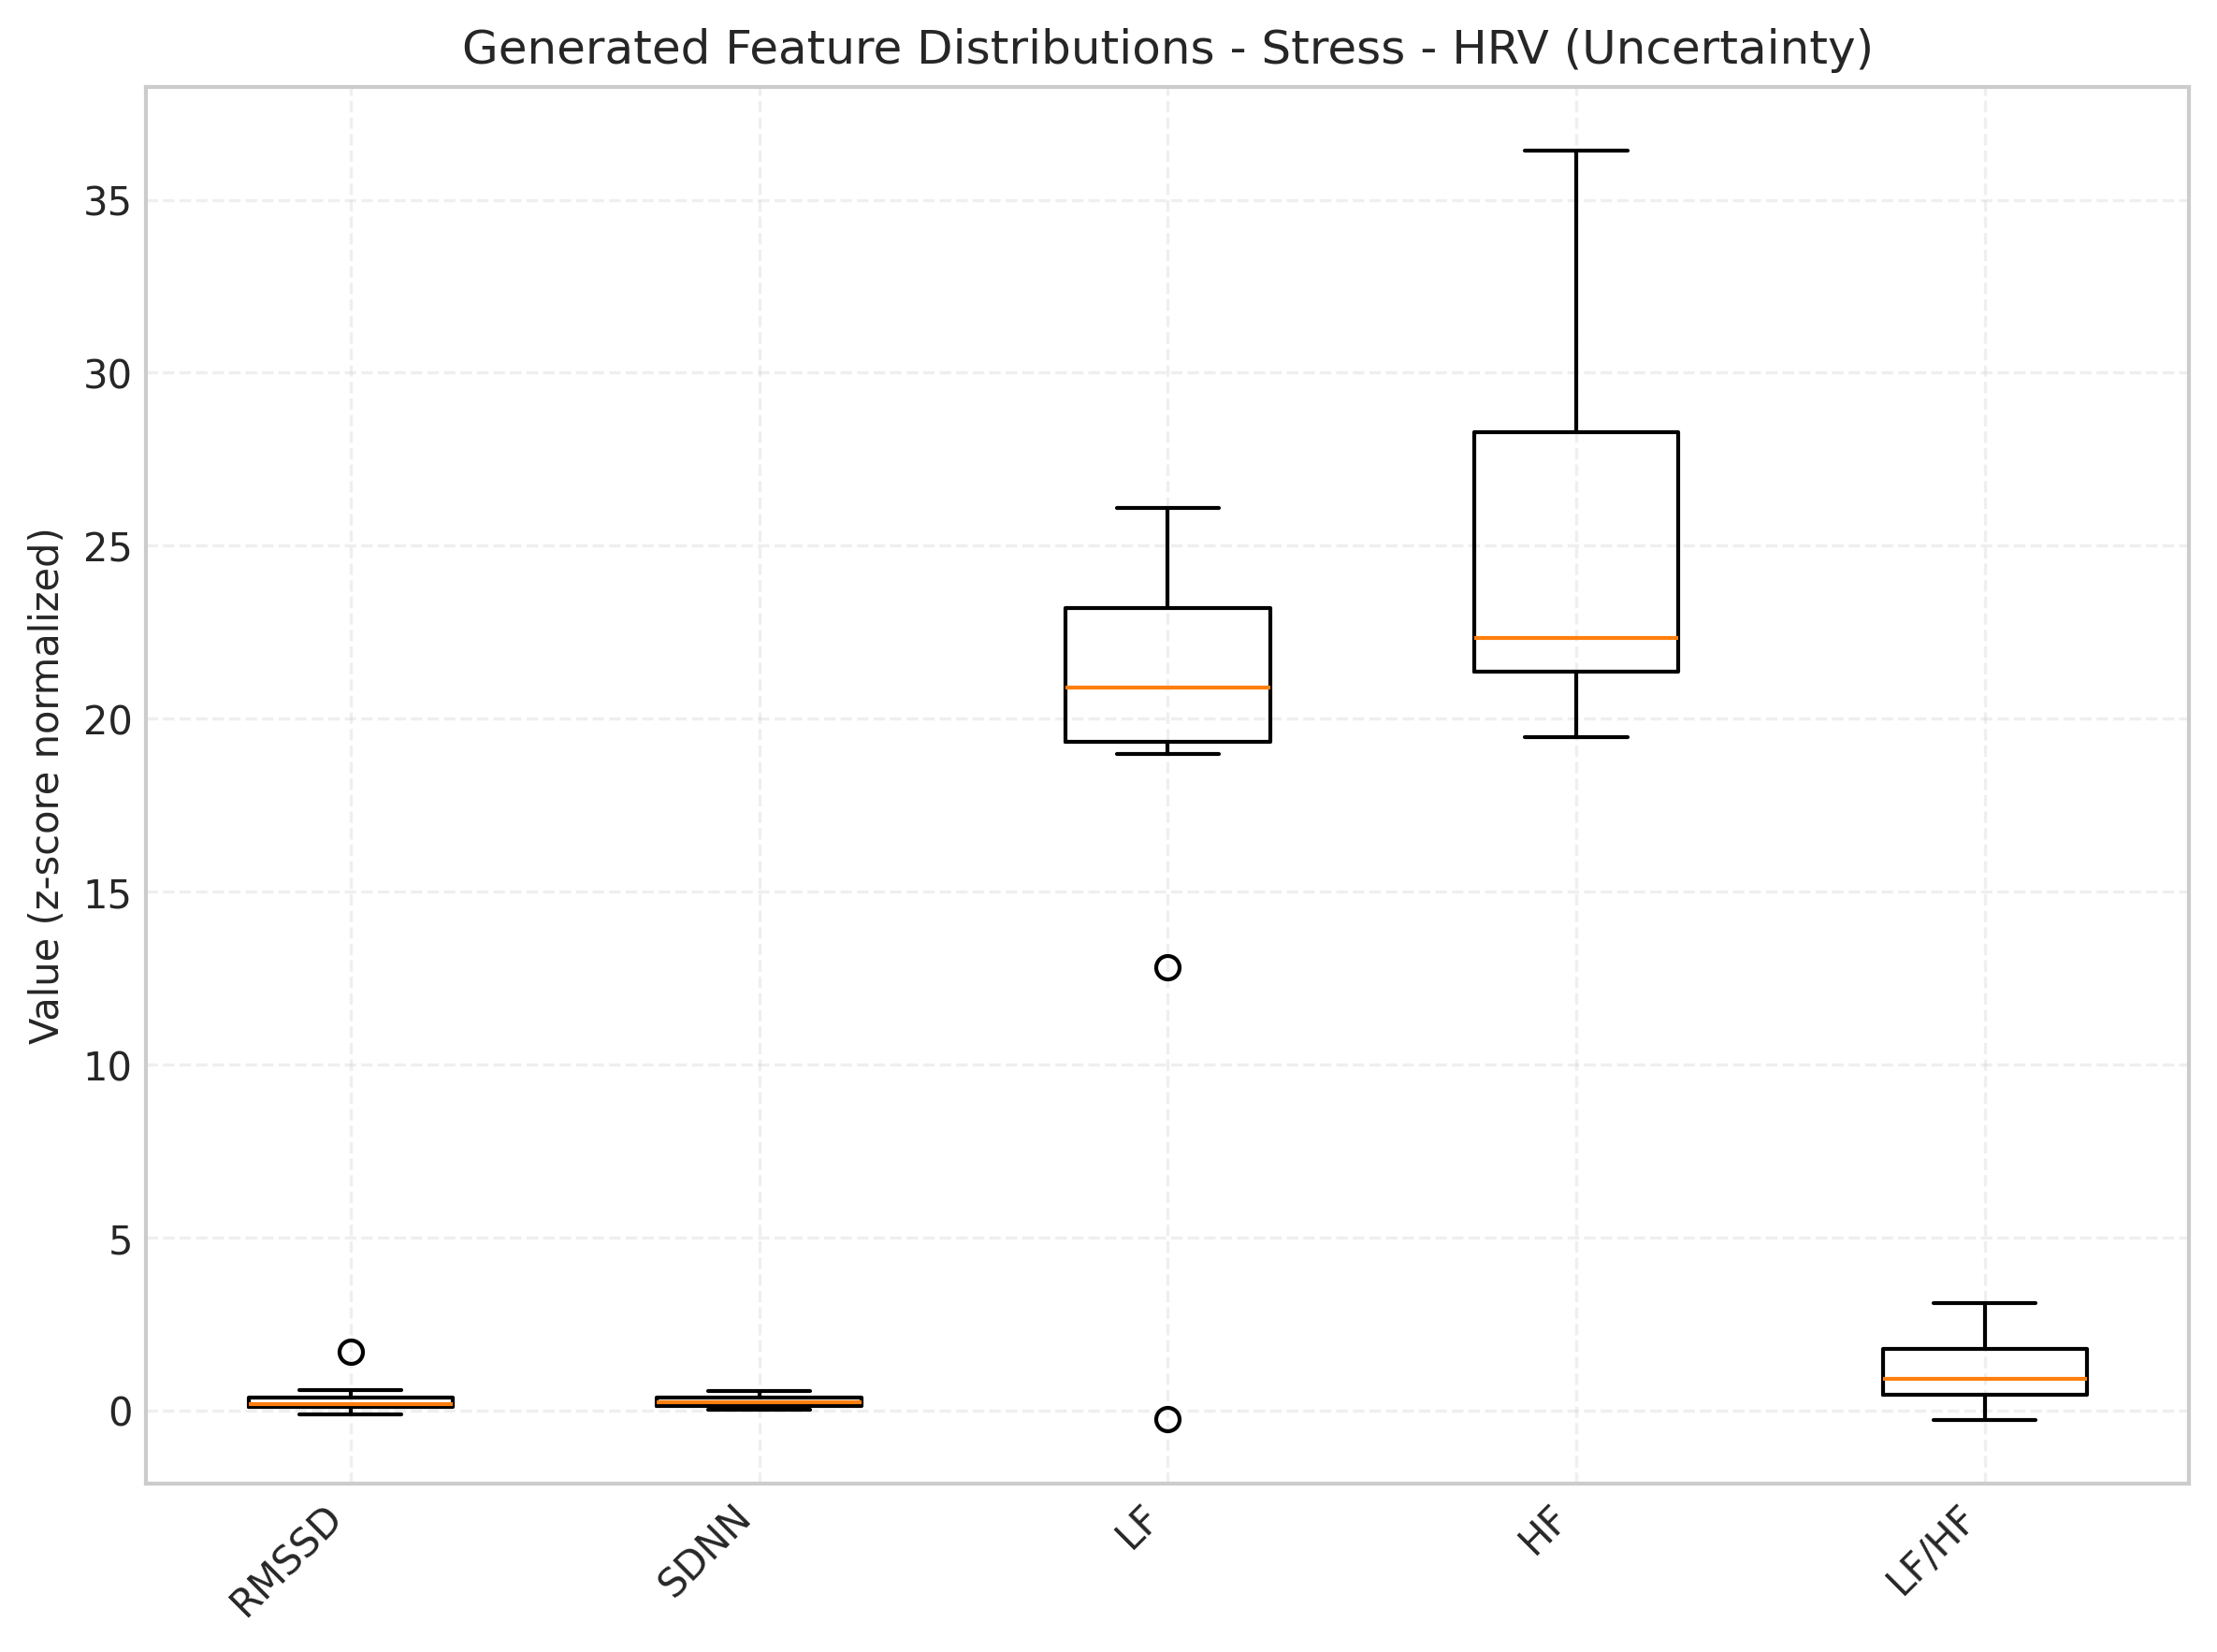 Generated Feature Distributions - Stress - HRV (Uncertainty)
Value (z-score normalized)
35
30
25
20
15
10
5
0
RMSSD
SDNN
LF
HF
LF/HF